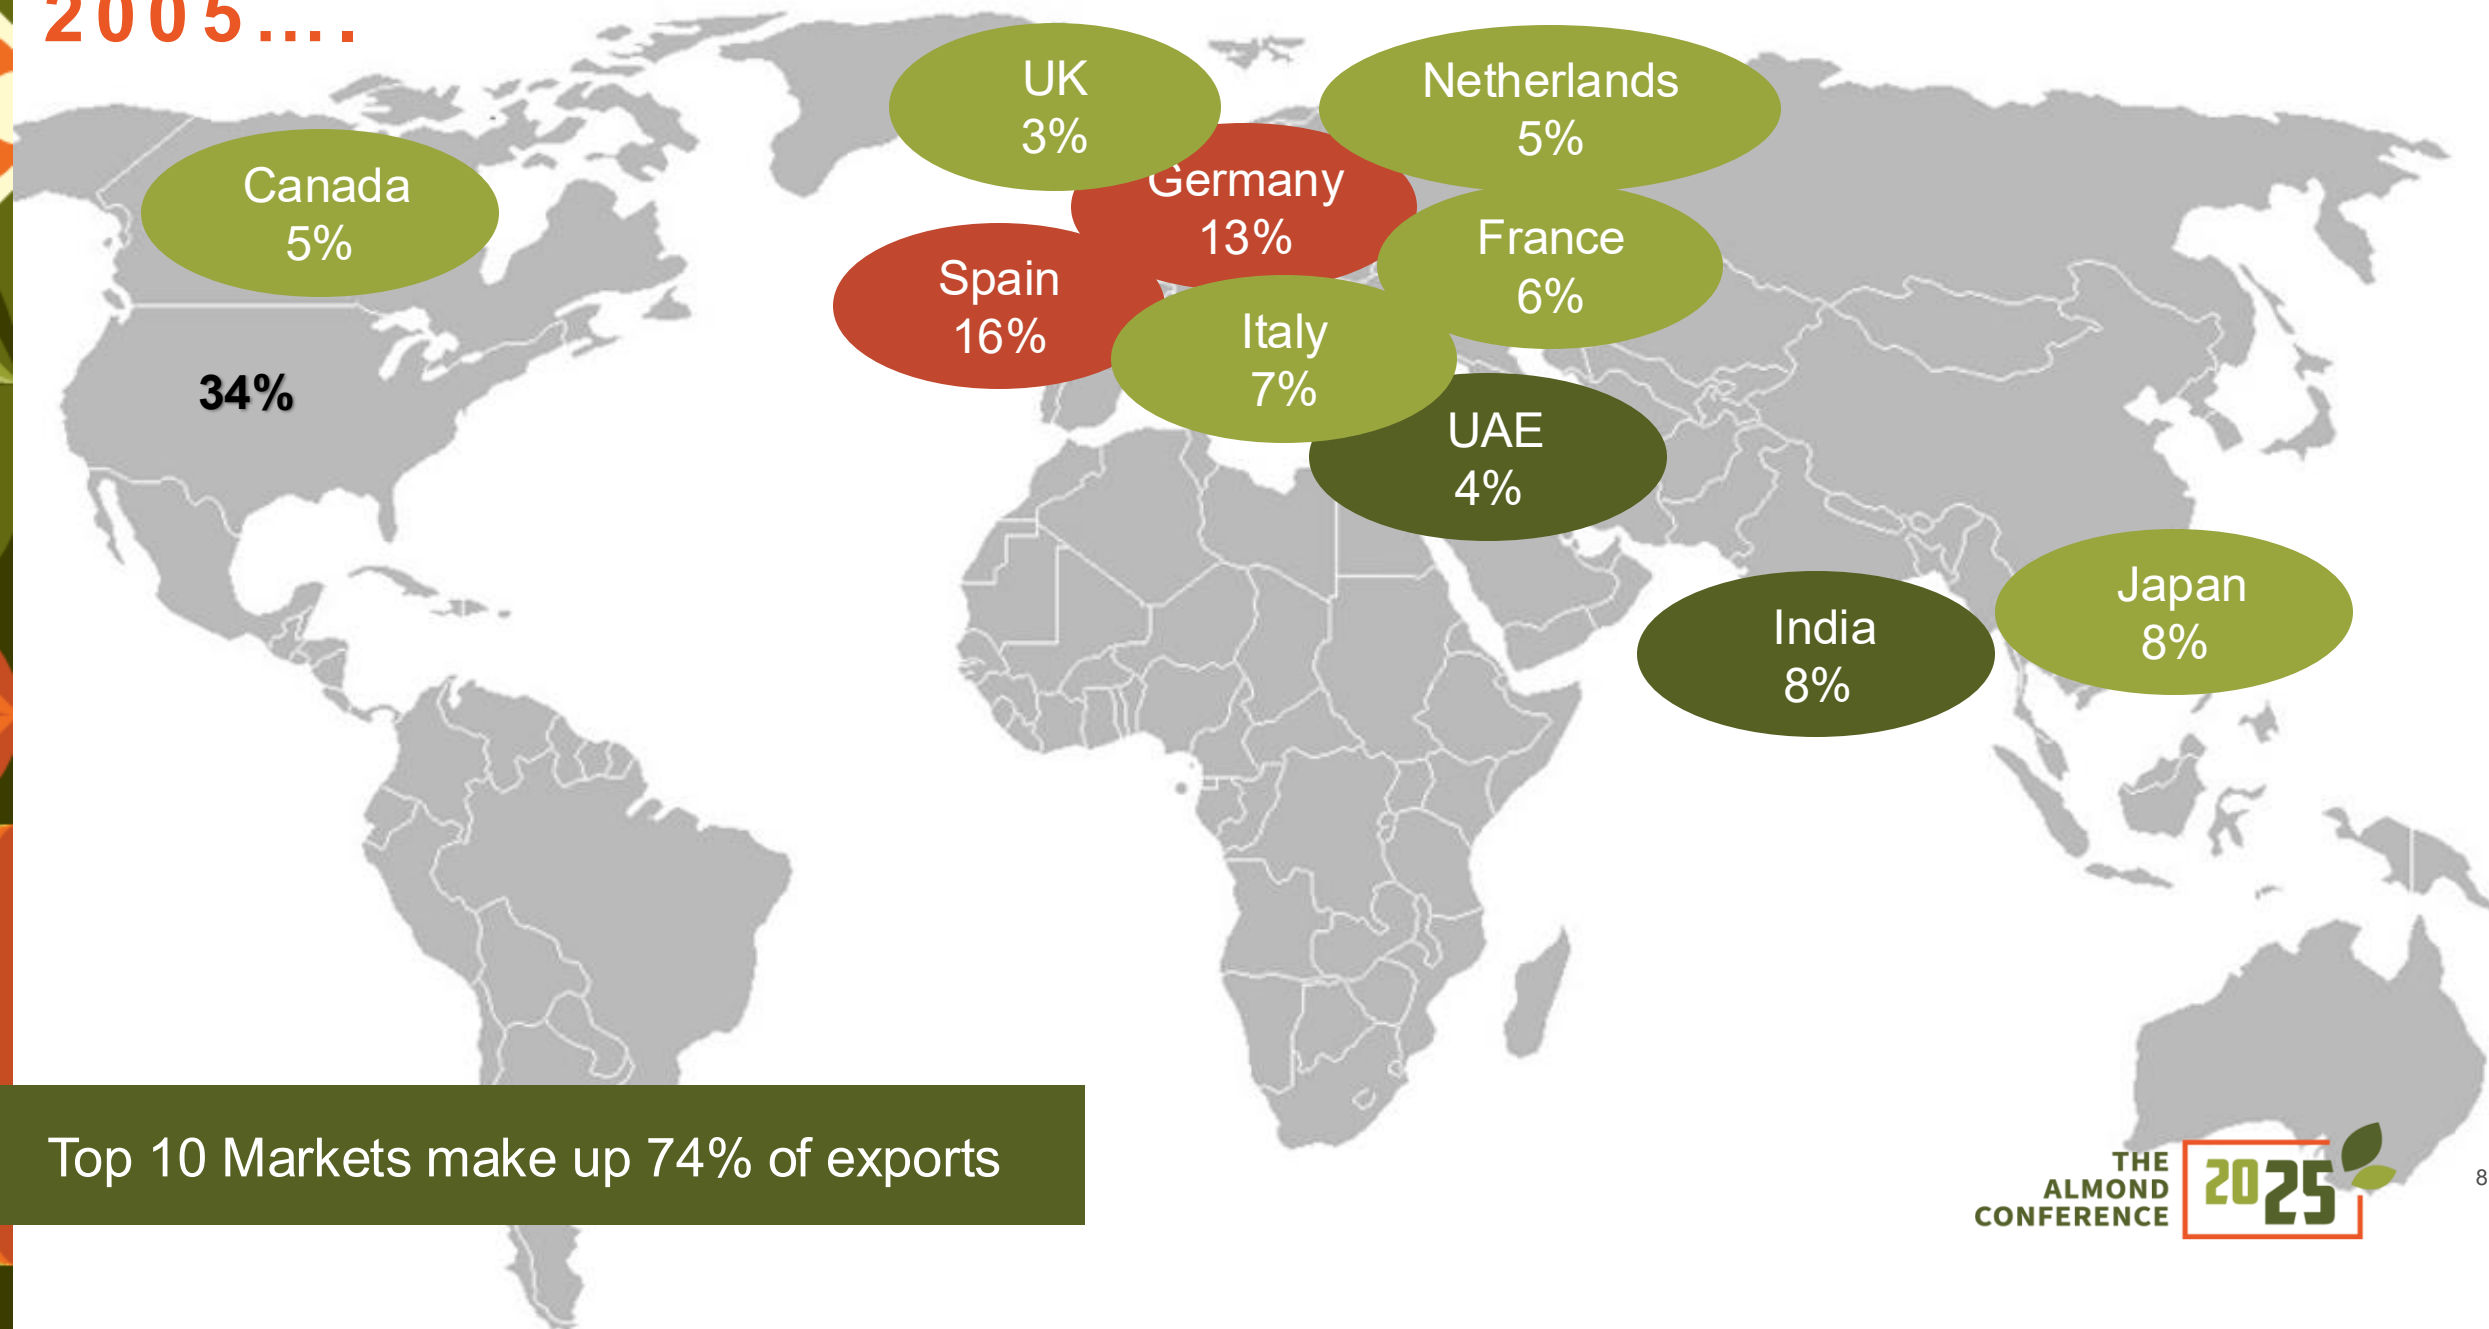 2005....
UK
3%
Netherlands
5%
Canada
5%
Germany
13%
France
6%
Spain
16%
Italy
7%
34%
UAE
4%
Japan
8%
India
8%
Top 10 Markets make up 74% of exports
THE
ALMOND
CONFERENCE
2025
8